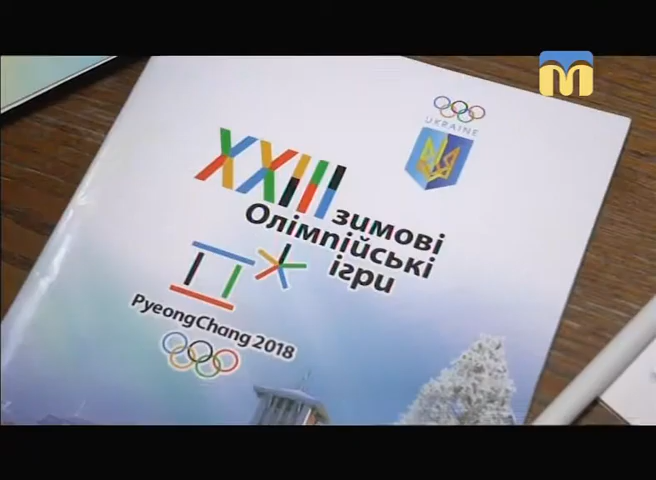 M
UKRAINE
XXIII
зимові
Олімпійські
ігри
PyeongChang 2018